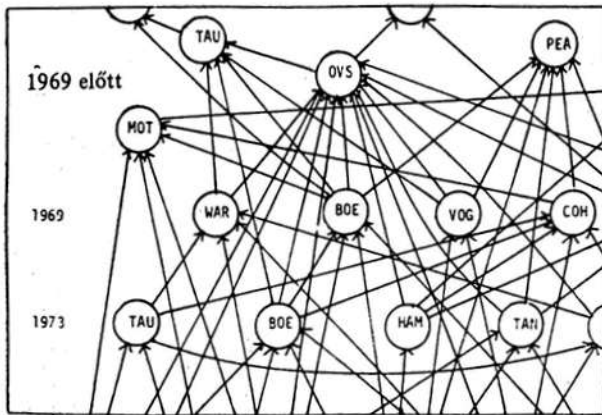 TAU
PEA
OVS
1969 előtt
MOT
1969
WAR BOE VOG COH
1973
TAU BOE HAM TAN